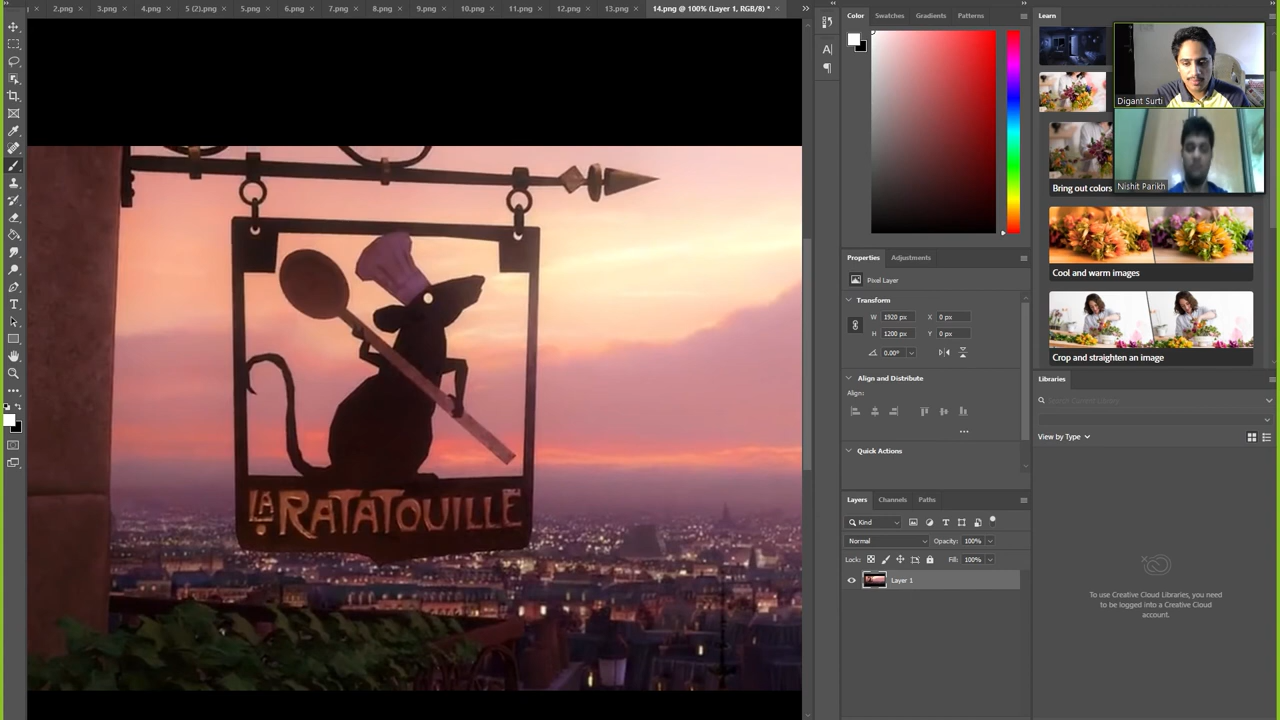 2.png × 3.png × 4.png × 5 (2).png × 5.png × 6.png × 7.png × 8.png × 9.png × 10.png × 11.png × 12.png × 13.png × 14.png @ 100% (Layer 1, RGB/8) * ×
Color Swatches Gradients Patterns
Learn
Digant Surti
Nishit Parikh
Bring out colors
Cool and warm images
Crop and straighten an image
Properties Adjustments
Pixel Layer
Transform
W 1920 px X 0 px
H 1200 px Y 0 px
0.00°
Align and Distribute
Align:
Quick Actions
Libraries
Search Current Library
View by Type
To use Creative Cloud Libraries, you need
to be logged into a Creative Cloud
account.
Layers Channels Paths
Kind
Normal Opacity: 100%
Lock: Fill: 100%
Layer 1
LA RATATOUILLE